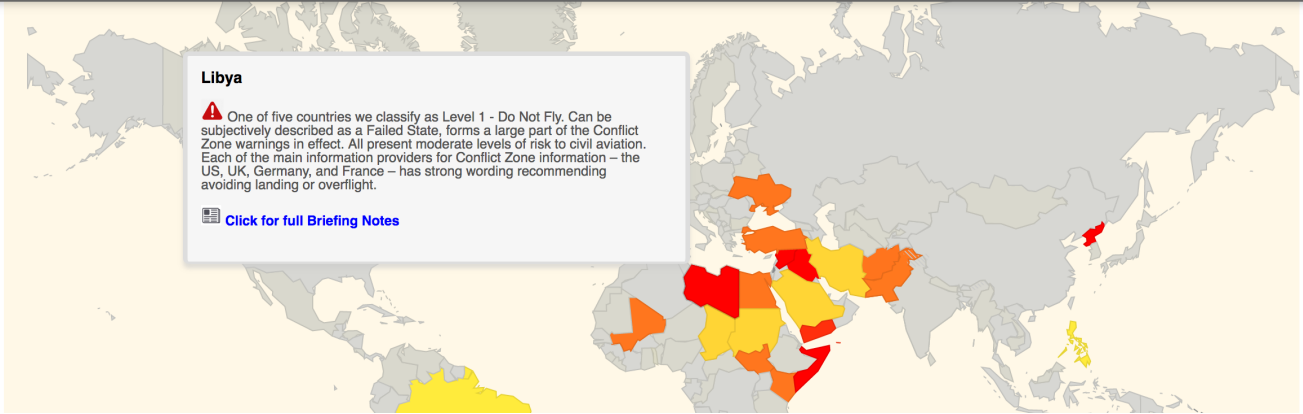 Libya
One of five countries we classify as Level 1 - Do Not Fly. Can be
subjectively described as a Failed State, forms a large part of the Conflict
Zone warnings in effect. All present moderate levels of risk to civil aviation.
Each of the main information providers for Conflict Zone information – the
US, UK, Germany, and France – has strong wording recommending
avoiding landing or overflight.
Click for full Briefing Notes